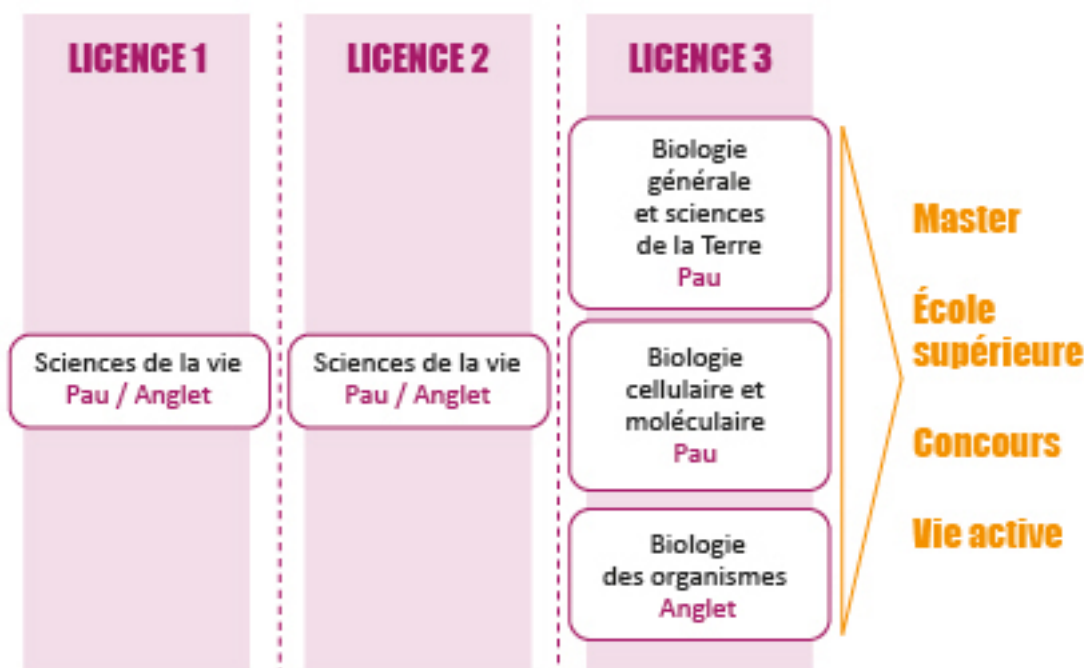 LICENCE 1
Sciences de la vie
Pau / Anglet
LICENCE 2
Sciences de la vie
Pau / Anglet
LICENCE 3
Biologie
générale
et sciences
de la Terre
Pau
Biologie
cellulaire et
moléculaire
Pau
Biologie
des organismes
Anglet
Master
École
supérieure
Concours
Vie active